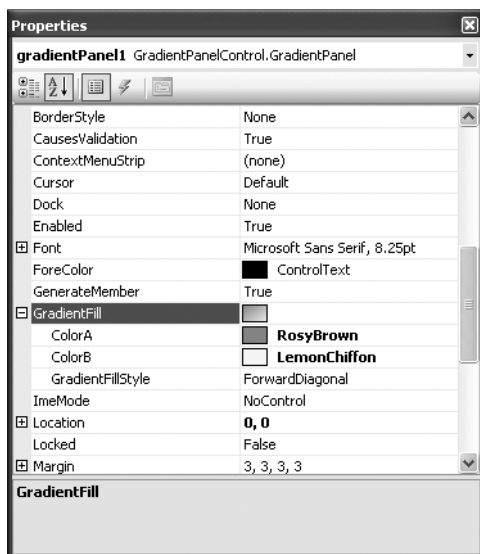 Properties
gradientPanel1 GradientPanelControl.GradientPanel
BorderStyle None
CausesValidation True
ContextMenuStrip (none)
Cursor Default
Dock None
Enabled True
Font Microsoft Sans Serif, 8.25pt
ForeColor ControlText
GenerateMember True
GradientFill
ColorA RosyBrown
ColorB LemonChiffon
GradientFillStyle ForwardDiagonal
ImeMode NoControl
Location 0, 0
Locked False
Margin 3, 3, 3, 3
GradientFill